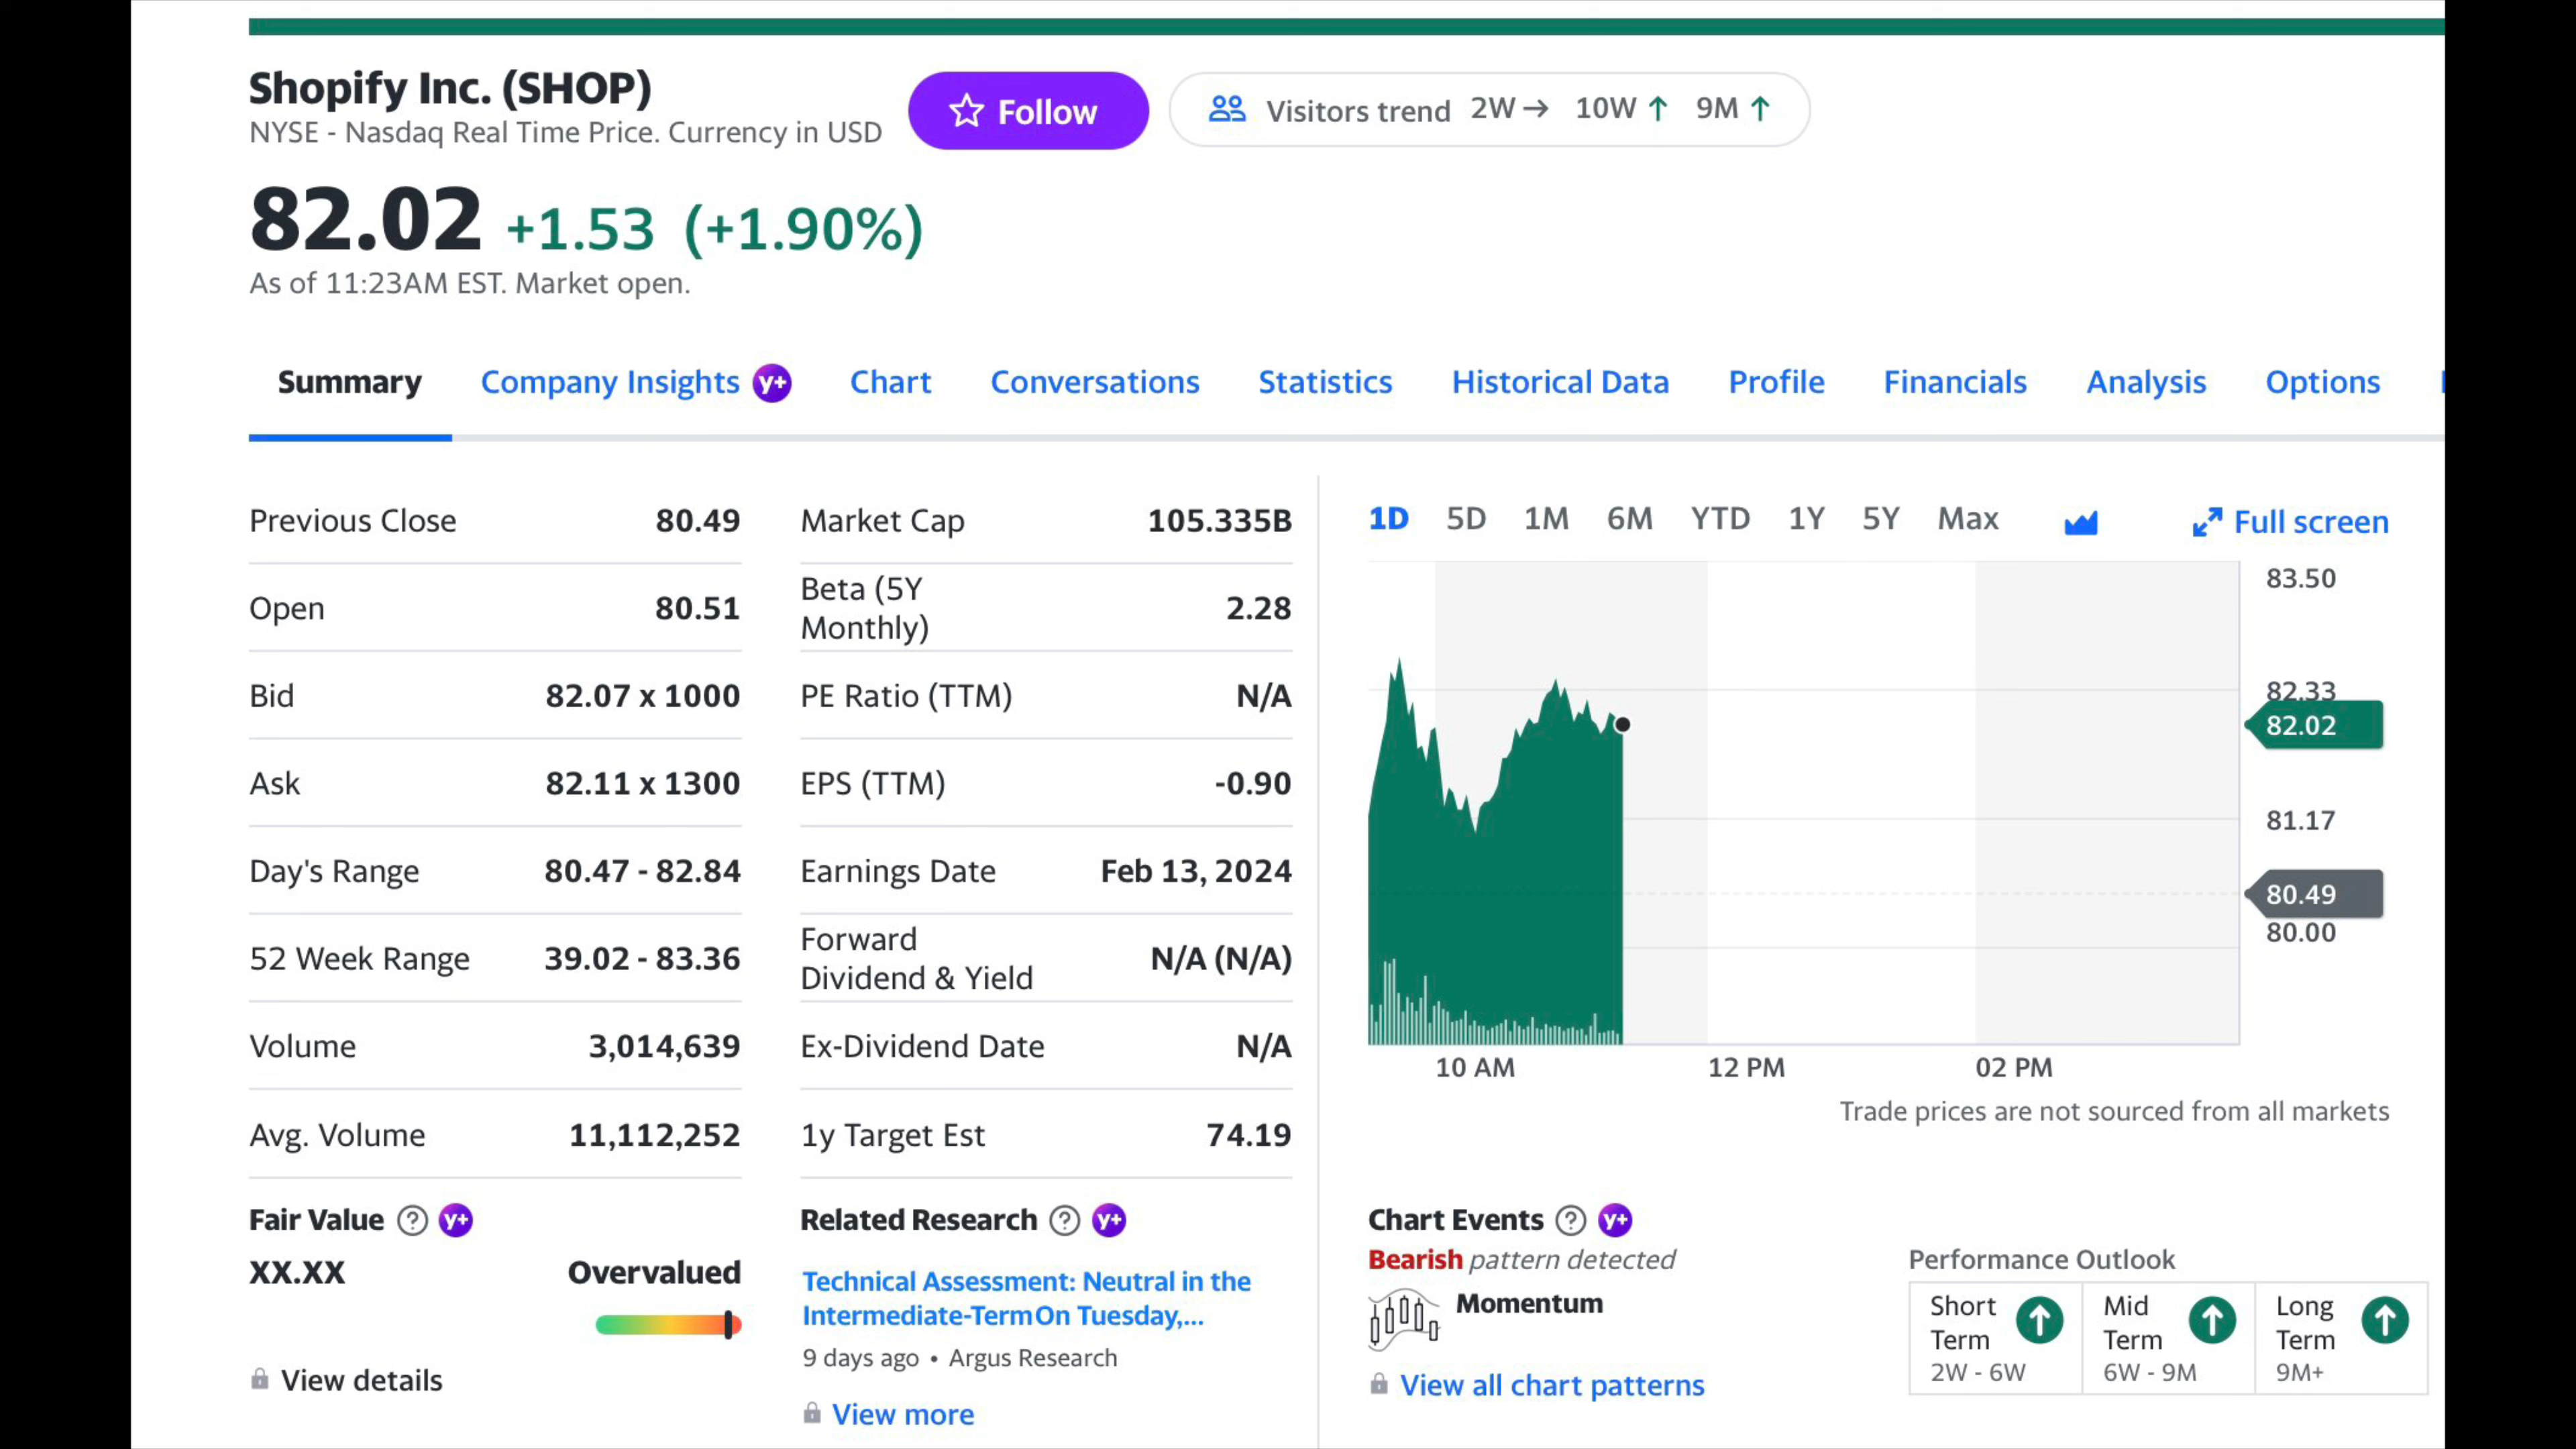 Shopify Inc. (SHOP)
NYSE - Nasdaq Real Time Price. Currency in USD
Follow
Visitors trend 2W→ 10W ↑ 9M ↑
82.02 +1.53 (+1.90%)
As of 11:23AM EST. Market open.
Summary Company Insights y+ Chart Conversations Statistics Historical Data Profile Financials Analysis Options
Previous Close 80.49
Open 80.51
Bid 82.07 x 1000
Ask 82.11 x 1300
Day's Range 80.47 - 82.84
52 Week Range 39.02 - 83.36
Volume 3,014,639
Avg. Volume 11,112,252
Market Cap 105.335B
Beta (5Y
Monthly) 2.28
PE Ratio (TTM) N/A
EPS (TTM) -0.90
Earnings Date Feb 13, 2024
Forward
Dividend & Yield N/A (N/A)
Ex-Dividend Date N/A
1y Target Est 74.19
1D 5D 1M 6M YTD 1Y 5Y Max Full screen
83.50
82.33
82.02
81.17
80.49
80.00
10 AM 12 PM 02 PM
Trade prices are not sourced from all markets
Fair Value ? y+
XX.XX Overvalued
View details
Related Research ? y+
Technical Assessment: Neutral in the
Intermediate-TermOn Tuesday,...
9 days ago • Argus Research
View more
Chart Events ? y+
Bearish pattern detected
Momentum
View all chart patterns
Performance Outlook
Short
Term
2W - 6W
Mid
Term
6W - 9M
Long
Term
9M+